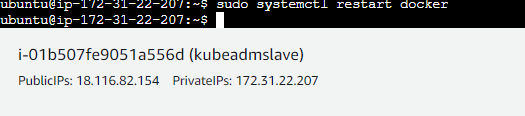 ubuntu@ip-172-31-22-207:~$ sudo systemctl restart docker
ubuntu@ip-172-31-22-207:~$
i-01b507fe9051a556d (kubeadmslave)
PublicIPs: 18.116.82.154 PrivateIPs: 172.31.22.207